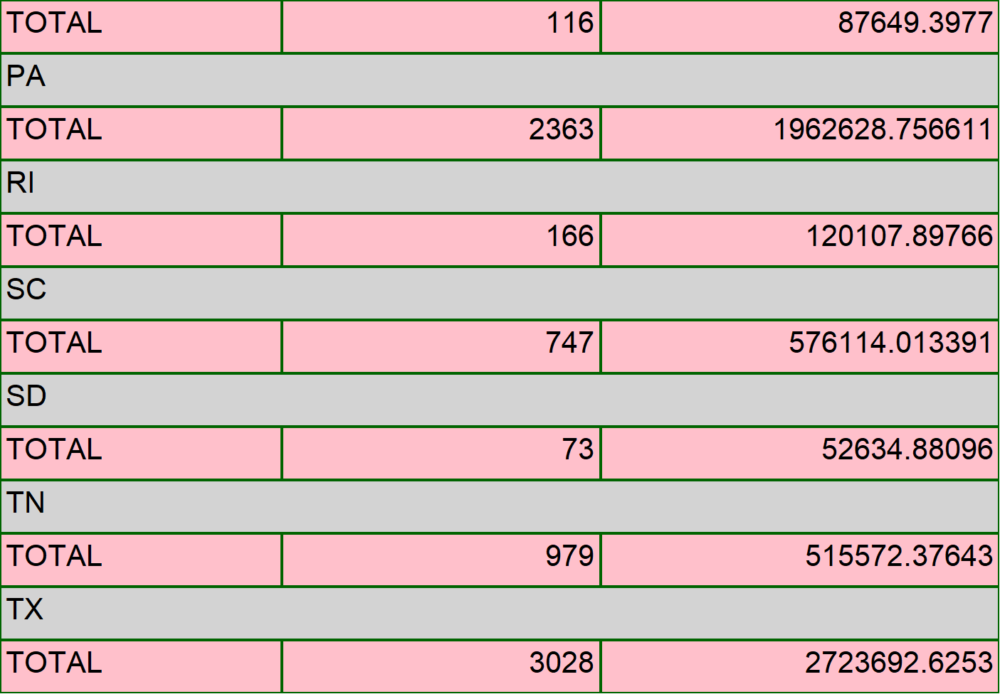 TOTAL 116 87649.3977
PA
TOTAL 2363 1962628.756611
RI
TOTAL 166 120107.89766
SC
TOTAL 747 576114.013391
SD
TOTAL 73 52634.88096
TN
TOTAL 979 515572.37643
TX
TOTAL 3028 2723692.6253